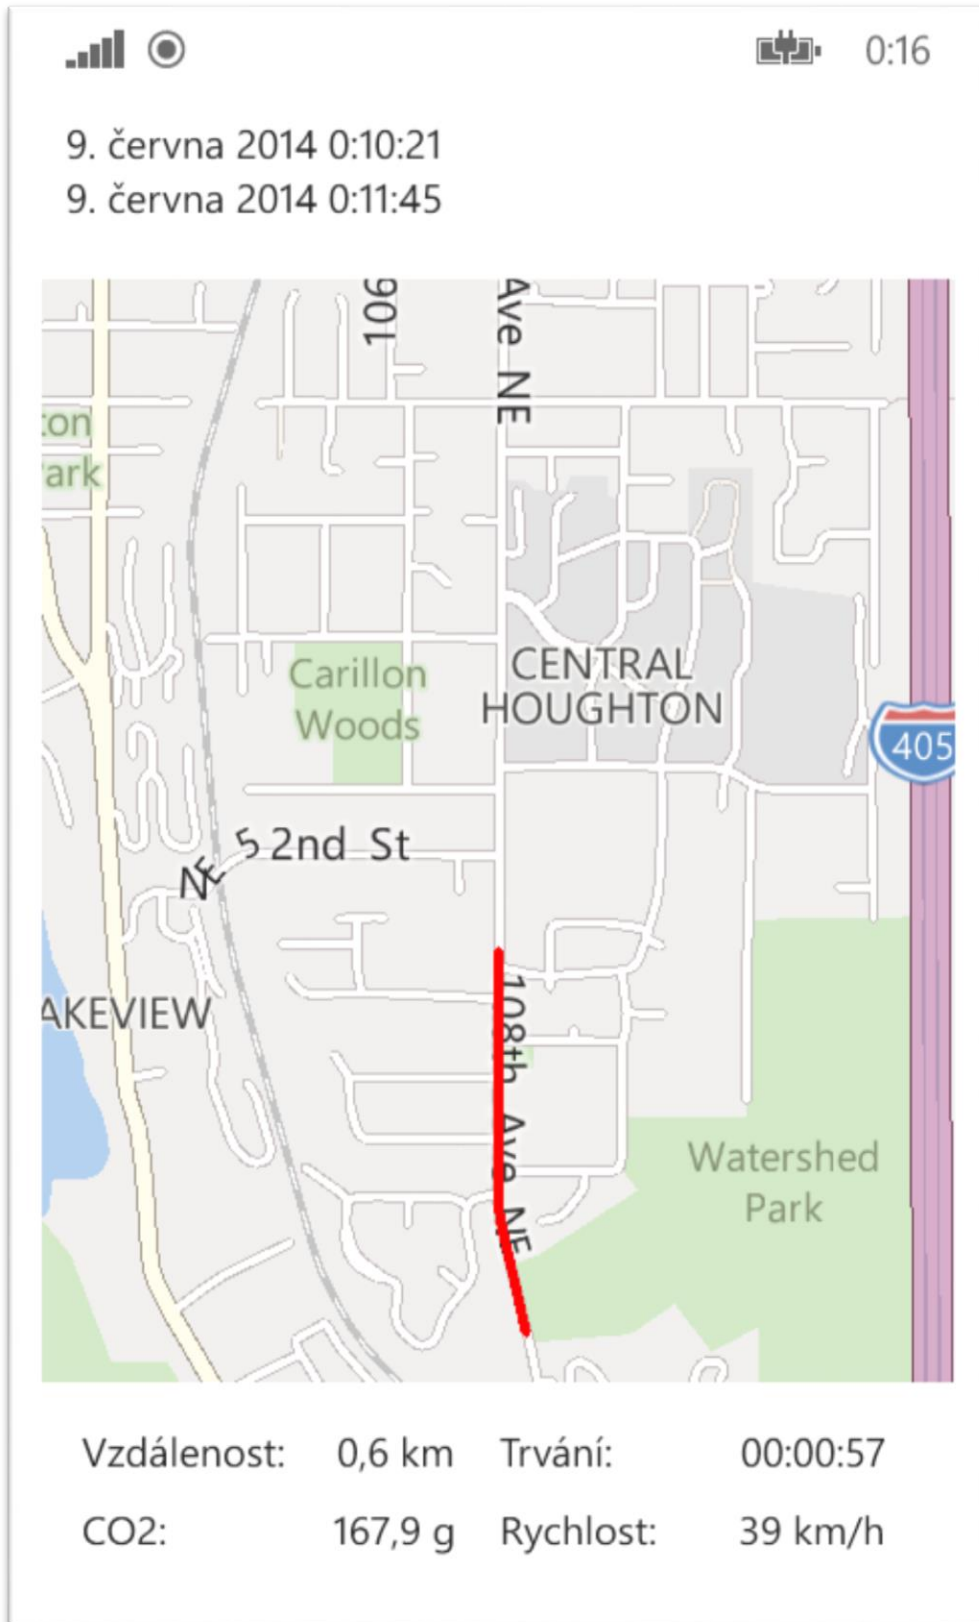 0:16
9. června 2014 0:10:21
9. června 2014 0:11:45
106
Ave NE
ton
ark
Carillon
Woods
CENTRAL
HOUGHTON
405
NE 52nd St
AKEVIEW
108th Ave NE
Watershed
Park
Vzdálenost: 0,6 km Trvání: 00:00:57
CO2: 167,9 g Rychlost: 39 km/h